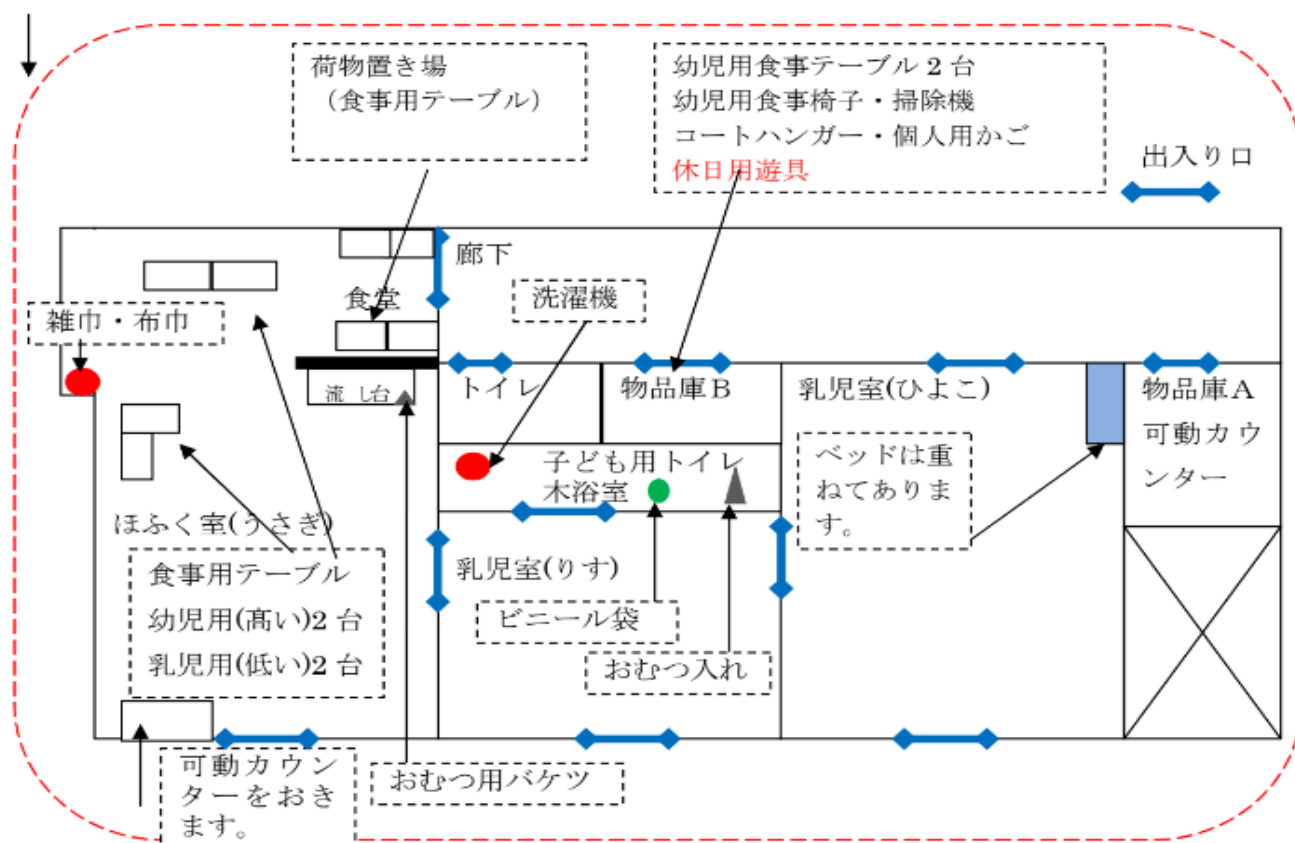 荷物置き場
（食事用テーブル）
幼児用食事テーブル 2 台
幼児用食事椅子・掃除機
コートハンガー・個人用かご
休日用遊具
出入り口
廊下
食堂
洗濯機
雑巾・布巾
流し台
トイレ
物品庫B
乳児室(ひよこ)
物品庫A
可動カウ
ンター
ベッドは重
ねてありま
す。
子ども用トイレ
木浴室
ほふく室(うさぎ)
乳児室(りす)
食事用テーブル
幼児用(髙い)2 台
乳児用(低い)2 台
ビニール袋
おむつ入れ
可動カウン
ターをおき
ます。
おむつ用バケツ